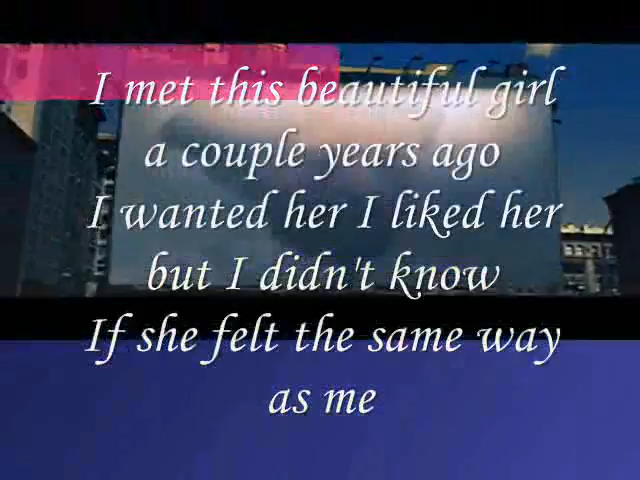 I met this beautiful girl
a couple years ago
I wanted her I liked her
but I didn't know
If she felt the same way
as me